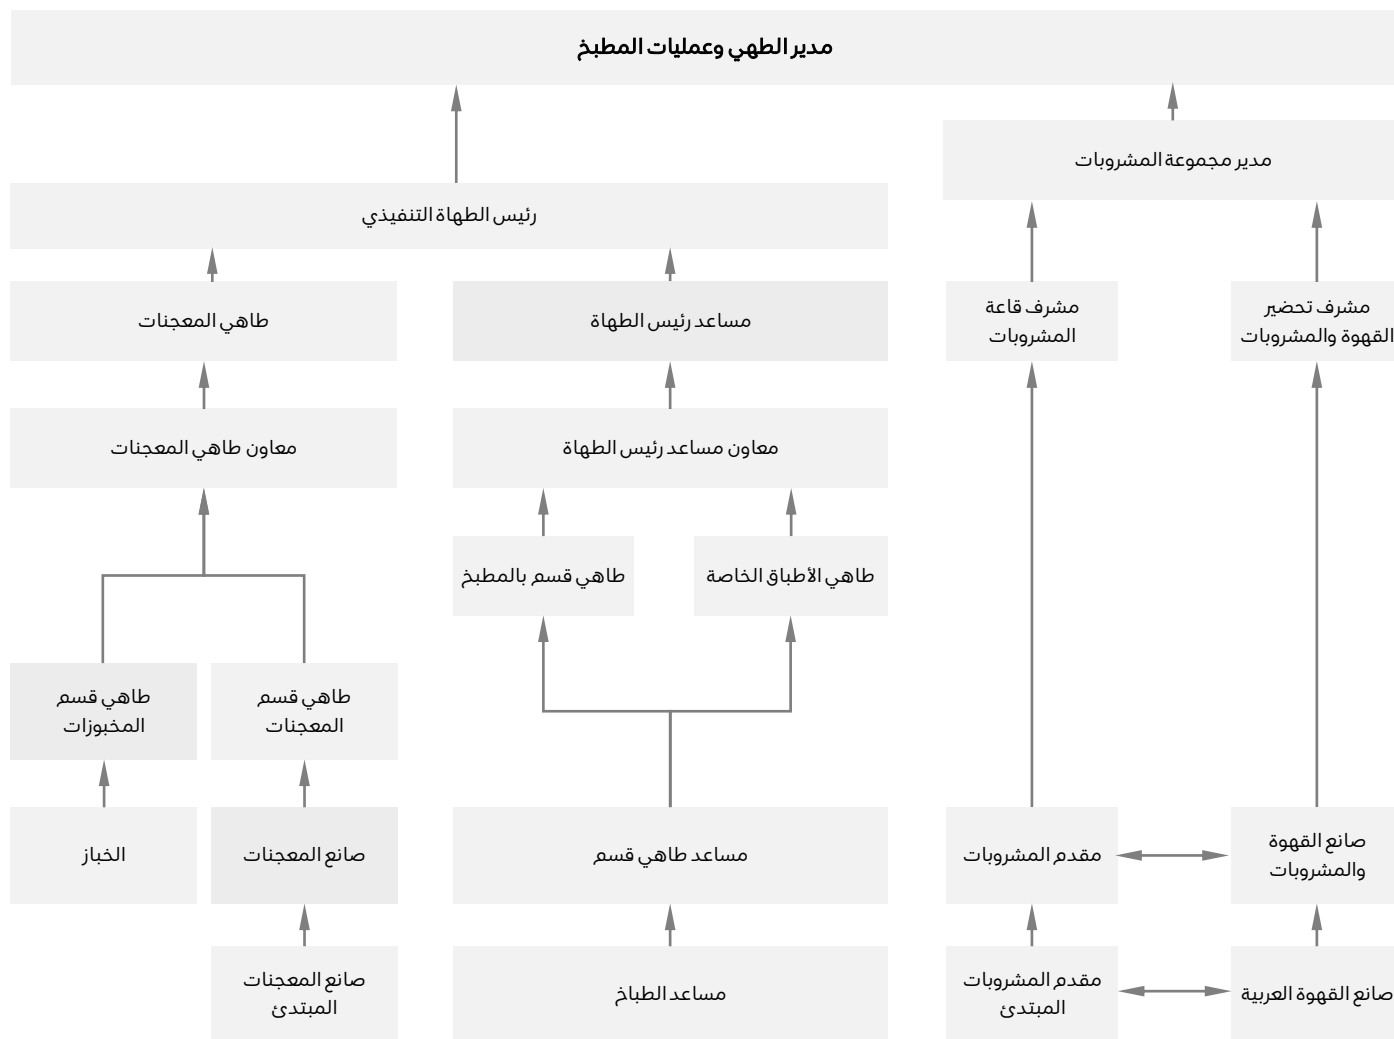 مدير الطهي وعمليات المطبخ
مدير مجموعة المشروبات
رئيس الطهاة التنفيذي
مشرف تحضير
القهوة والمشروبات
مشرف قاعة
المشروبات
مساعد رئيس الطهاة
طاهي المعجنات
معاون مساعد رئيس الطهاة
معاون طاهي المعجنات
طاهي الأطباق الخاصة
طاهي قسم بالمطبخ
طاهي قسم
المعجنات
طاهي قسم
المخبوزات
صانع القهوة
والمشروبات
مقدم المشروبات
مساعد طاهي قسم
صانع المعجنات
الخباز
صانع القهوة العربية
مقدم المشروبات
المبتدئ
مساعد الطباخ
صانع المعجنات
المبتدئ